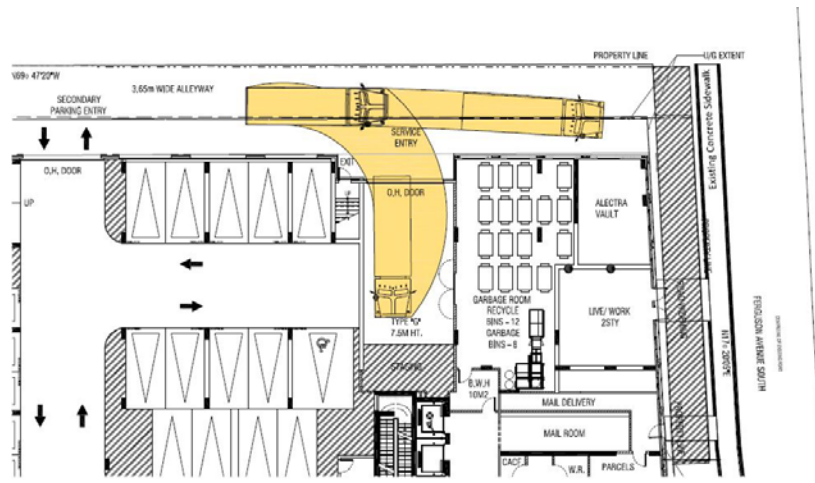 PROPERTY LINE
U/G EXTENT
N69° 47'20"W
3.65m WIDE ALLEYWAY
SECONDARY
PARKING ENTRY
SERVICE
ENTRY
EXIT
O.H. DOOR
UP
O.H. DOOR
UP
ALECTRA
VAULT
Existing Concrete Sidewalk
GARBAGE ROOM
RECYCLE
BINS - 12
GARBAGE
BINS - 8
LIVE/ WORK
2STY
TYPE "G"
7.5M HT.
STAGING
FERGUSON AVENUE SOUTH
B.W.H
10M2
MAIL DELIVERY
MAIL ROOM
CACF.
W.R.
PARCELS